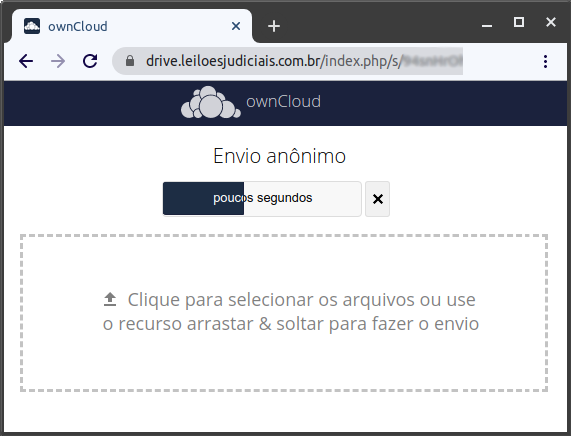 ownCloud
drive.leiloesjudiciais.com.br/index.php/s/
ownCloud
Envio anônimo
poucos segundos
Clique para selecionar os arquivos ou use
o recurso arrastar & soltar para fazer o envio